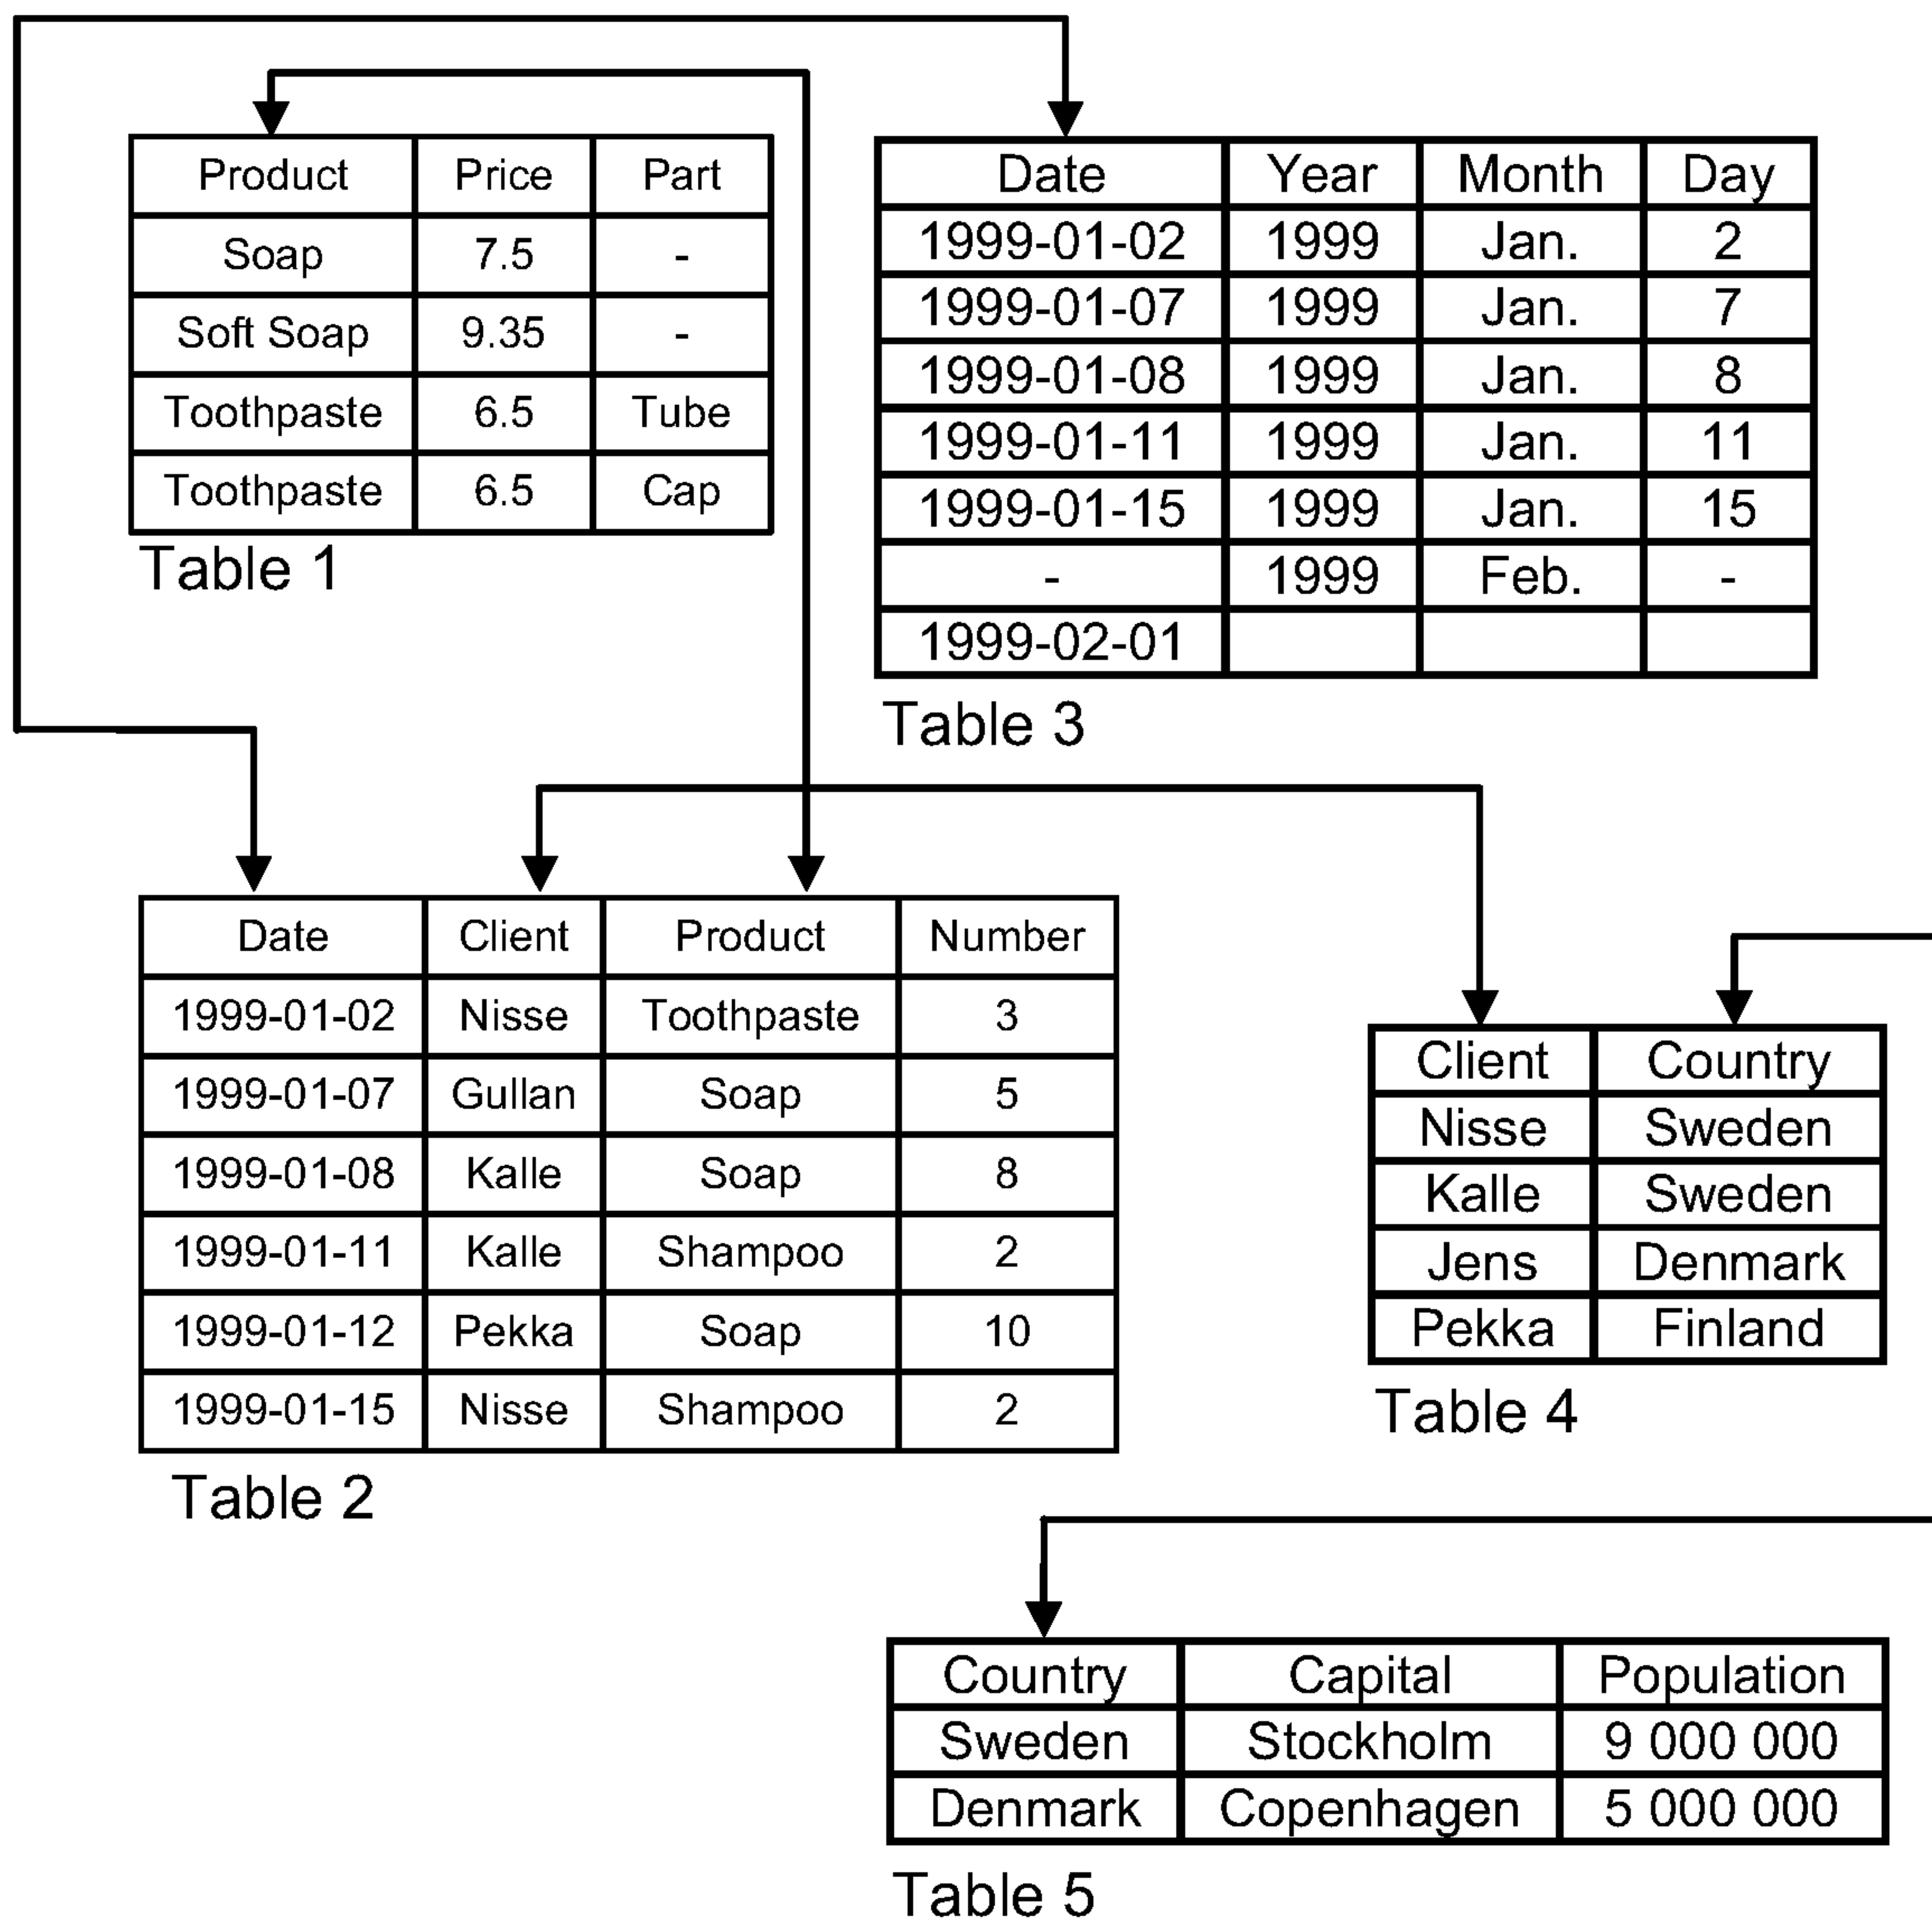 Product Price Part
Soap 7.5 -
Soft Soap 9.35 -
Toothpaste 6.5 Tube
Toothpaste 6.5 Cap
Table 1
Date Year Month Day
1999-01-02 1999 Jan. 2
1999-01-07 1999 Jan. 7
1999-01-08 1999 Jan. 8
1999-01-11 1999 Jan. 11
1999-01-15 1999 Jan. 15
- 1999 Feb. -
1999-02-01
Table 3
Date Client Product Number
1999-01-02 Nisse Toothpaste 3
1999-01-07 Gullan Soap 5
1999-01-08 Kalle Soap 8
1999-01-11 Kalle Shampoo 2
1999-01-12 Pekka Soap 10
1999-01-15 Nisse Shampoo 2
Table 2
Client Country
Nisse Sweden
Kalle Sweden
Jens Denmark
Pekka Finland
Table 4
Country Capital Population
Sweden Stockholm 9 000 000
Denmark Copenhagen 5 000 000
Table 5